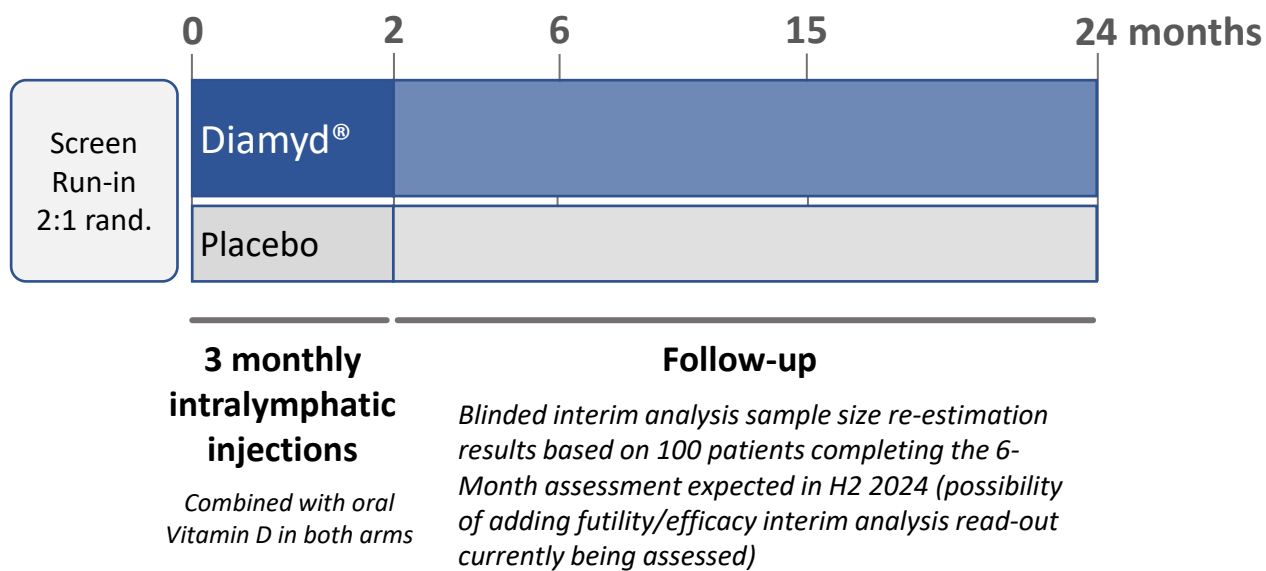 0 2 6 15 24 months
Screen
Run-in
2:1 rand.
Diamyd®
Placebo
3 monthly
intralymphatic
injections
Combined with oral
Vitamin D in both arms
Follow-up
Blinded interim analysis sample size re-estimation
results based on 100 patients completing the 6-
Month assessment expected in H2 2024 (possibility
of adding futility/efficacy interim analysis read-out
currently being assessed)